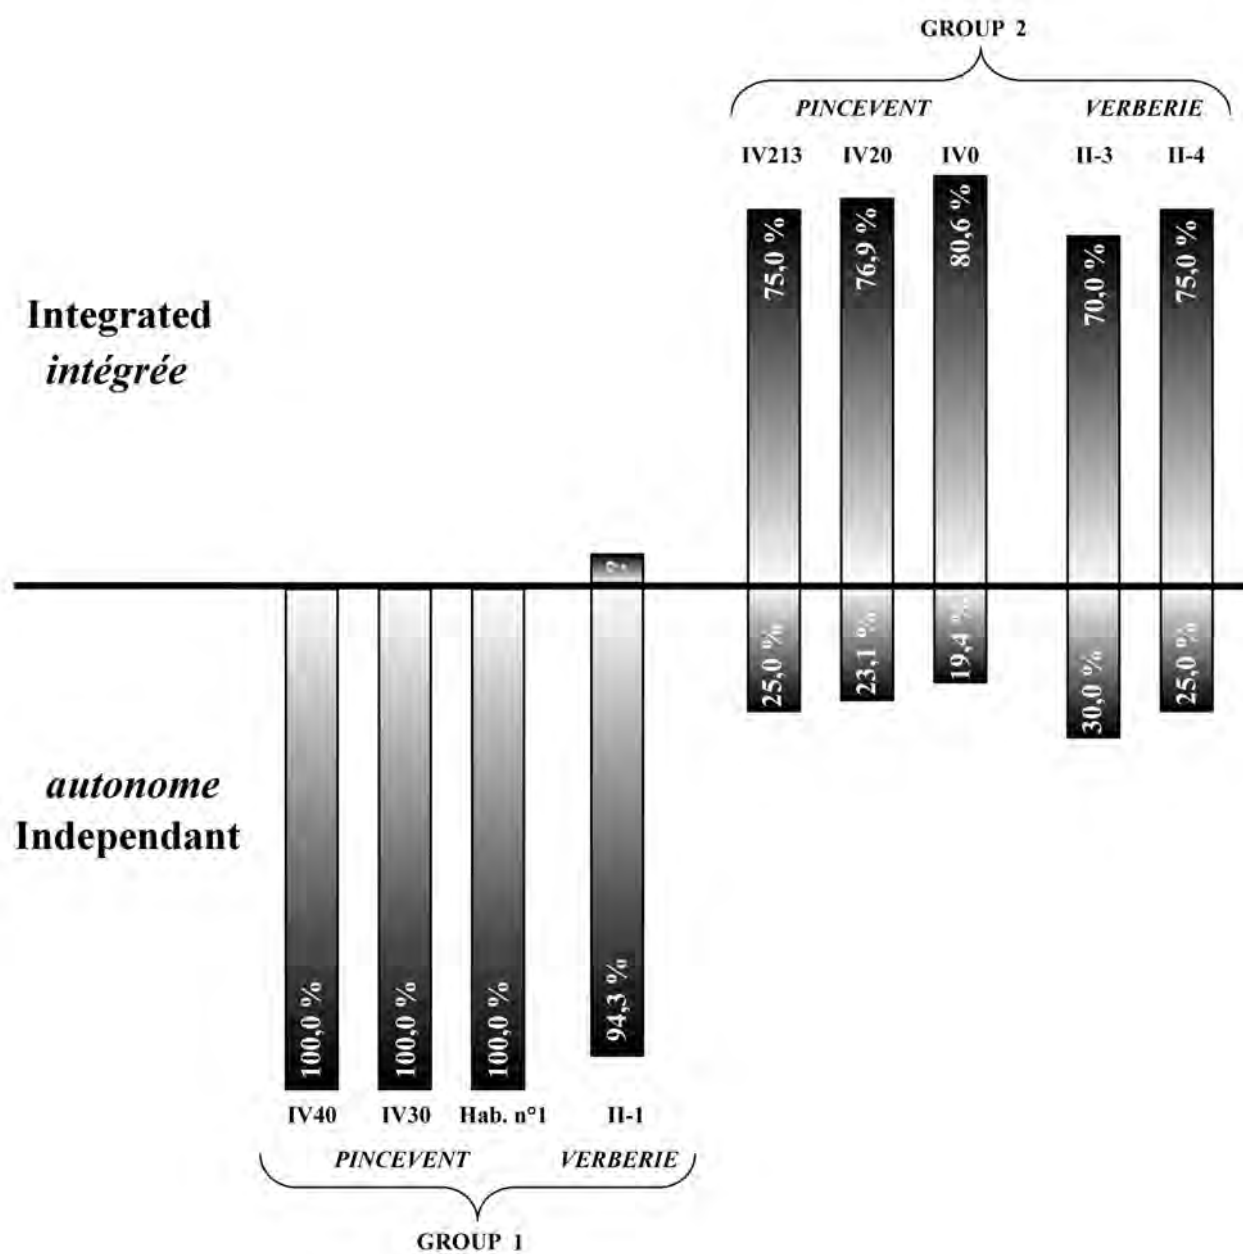 GROUP 2
PINCEVENT VERBERIE
IV213 IV20 IV0 II-3 II-4
75,0 % 76,9 % 80,6 % 70,0 % 75,0 %
Integrated
intégrée
?
25,0 % 23,1 % 19,4 % 30,0 % 25,0 %
autonome
Independant
100,0 % 100,0 % 100,0 % 94,3 %
IV40 IV30 Hab. n°1 II-1
PINCEVENT VERBERIE
GROUP 1